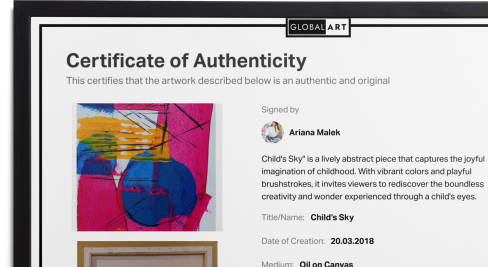 GLOBAL ART
Certificate of Authenticity
This certifies that the artwork described below is an authentic and original
Signed by
Ariana Malek
Child's Sky" is a lively abstract piece that captures the joyful
imagination of childhood. With vibrant colors and playful
brushstrokes, it invites viewers to rediscover the boundless
creativity and wonder experienced through a child's eyes.
Title/Name: Child's Sky
Date of Creation: 20.03.2018
Medium: Oil on Canvas